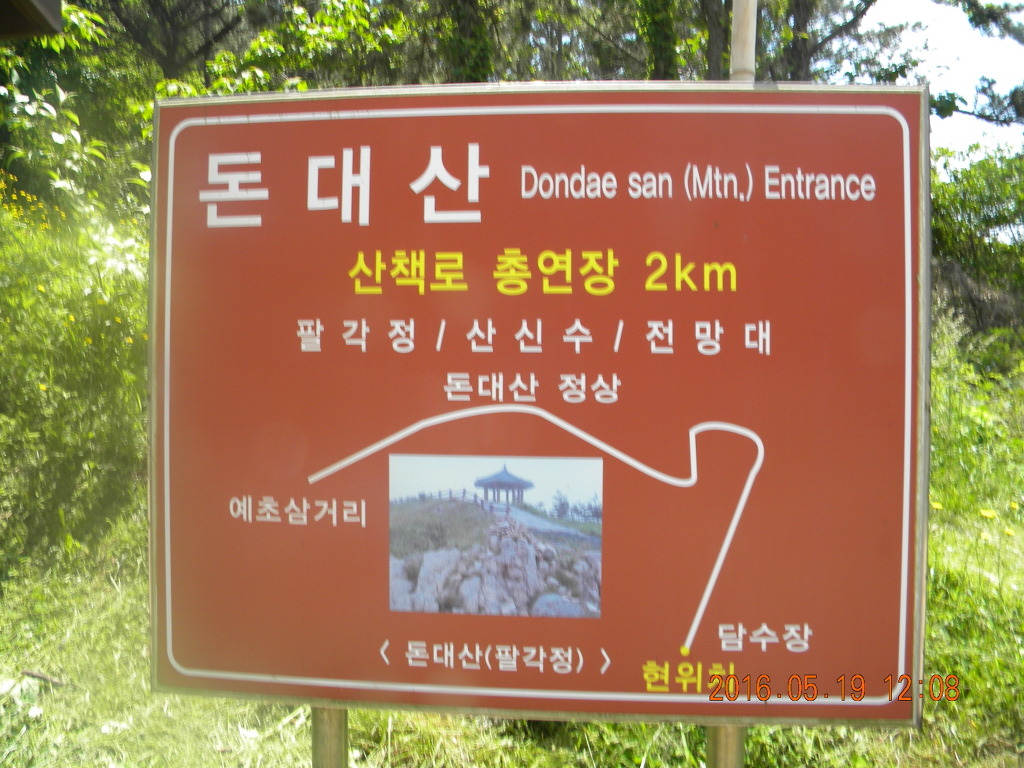 돈대산 Dondae san (Mtn.) Entrance
산책로 총연장 2km
팔각정 / 산신수 / 전망대
돈대산 정상
예초삼거리
담수장
< 돈대산(팔각정) >
현위치
2016.05.19 12:08